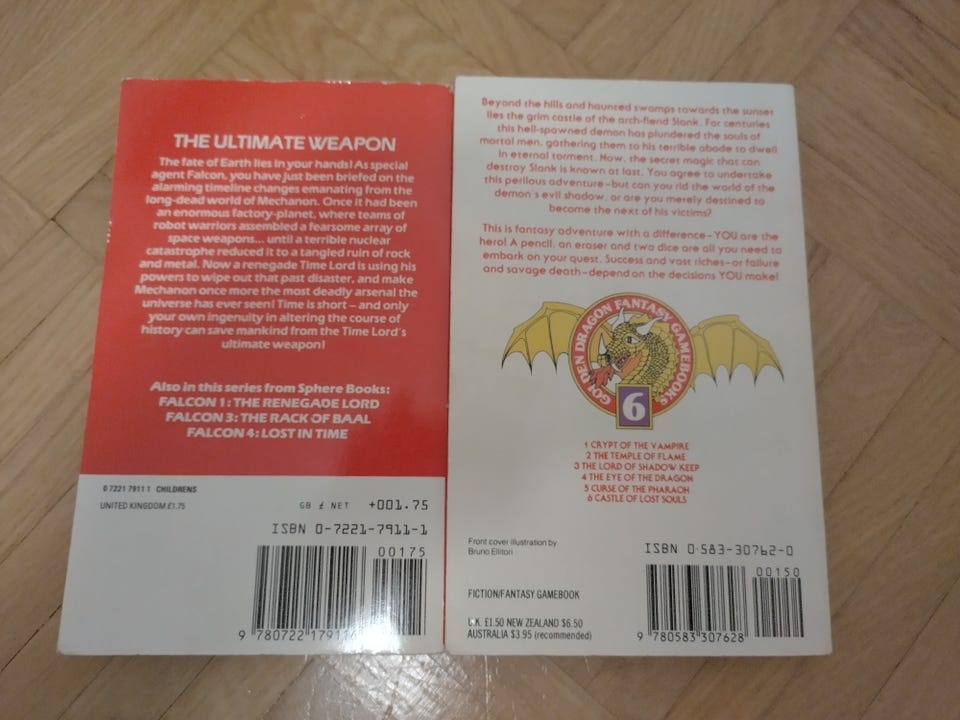 THE ULTIMATE WEAPON
The fate of Earth lies in your hands! As special
agent Falcon, you have just been briefed on the
alarming timeline changes emanating from the
long-dead world of Mechanon. Once it had been
an enormous factory-planet, where teams of
robot warriors assembled a fearsome array of
space weapons... until a terrible nuclear
catastrophe reduced it to a tangled ruin of rock
and metal. Now a renegade Time Lord is using his
powers to wipe out that past disaster, and make
Mechanon once more the most deadly arsenal the
universe has ever seen! Time is short – and only
your own ingenuity in altering the course of
history can save mankind from the Time Lord's
ultimate weapon!
Also in this series from Sphere Books:
FALCON 1: THE RENEGADE LORD
FALCON 3: THE RACK OF BAAL
FALCON 4: LOST IN TIME
0 7221 7911 1 CHILDRENS
UNITED KINGDOM £1.75
GB £ NET +001.75
ISBN 0-7221-7911-1
00175
9 780722 17911
Beyond the hills and haunted swamps towards the sunset
lies the grim castle of the arch-fiend Slank. For centuries
this hell-spawned demon has plundered the souls of
mortal men, gathering them to his terrible abode to dwell
in eternal torment. Now, the secret magic that can
destroy Slank is known at last. You agree to undertake
this perilous adventure – but can you rid the world of the
demon's evil shadow, or are you merely destined to
become the next of his victims?
This is fantasy adventure with a difference – YOU are the
hero! A pencil, an eraser and two dice are all you need to
embark on your quest. Success and vast riches – or failure
and savage death – depend on the decisions YOU make!
GOLDEN DRAGON FANTASY GAMEBOOKS
6
1 CRYPT OF THE VAMPIRE
2 THE TEMPLE OF FLAME
3 THE LORD OF SHADOW KEEP
4 THE EYE OF THE DRAGON
5 CURSE OF THE PHARAOH
6 CASTLE OF LOST SOULS
Front cover illustration by
Bruno Ellitori
ISBN 0-583-30762-0
00150
FICTION/FANTASY GAMEBOOK
U.K. £1.50 NEW ZEALAND $6.50
AUSTRALIA $3.95 (recommended)
9 780583 307628